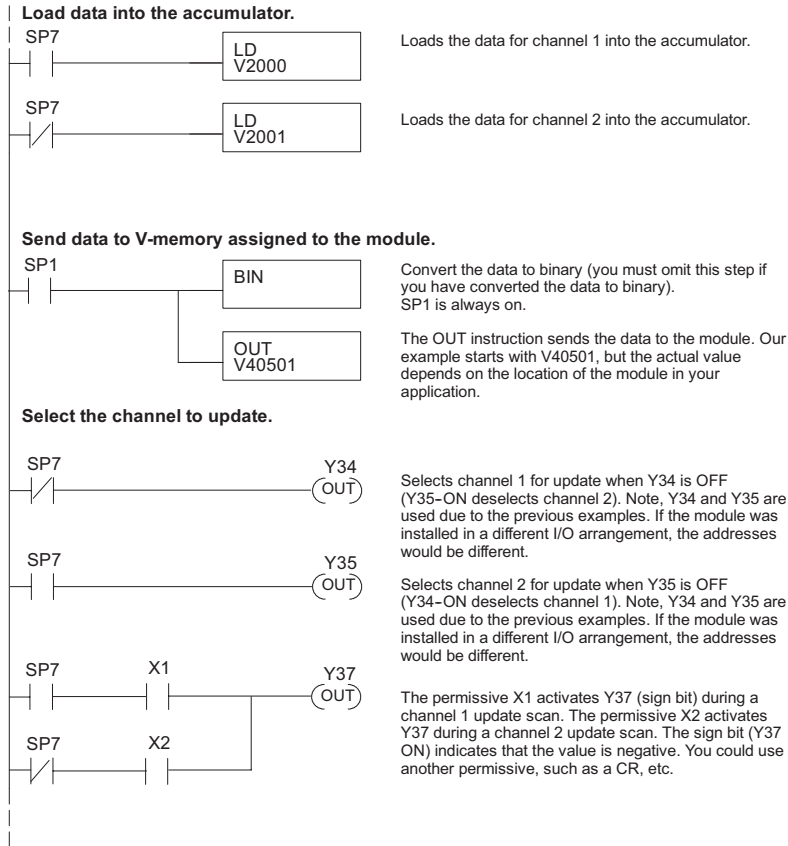 Load data into the accumulator.
SP7
LD
V2000
Loads the data for channel 1 into the accumulator.
SP7
LD
V2001
Loads the data for channel 2 into the accumulator.
Send data to V-memory assigned to the module.
SP1
BIN
Convert the data to binary (you must omit this step if
you have converted the data to binary).
SP1 is always on.
OUT
V40501
The OUT instruction sends the data to the module. Our
example starts with V40501, but the actual value
depends on the location of the module in your
application.
Select the channel to update.
SP7
Y34
OUT
Selects channel 1 for update when Y34 is OFF
(Y35-ON deselects channel 2). Note, Y34 and Y35 are
used due to the previous examples. If the module was
installed in a different I/O arrangement, the addresses
would be different.
SP7
Y35
OUT
Selects channel 2 for update when Y35 is OFF
(Y34-ON deselects channel 1). Note, Y34 and Y35 are
used due to the previous examples. If the module was
installed in a different I/O arrangement, the addresses
would be different.
SP7
X1
Y37
OUT
The permissive X1 activates Y37 (sign bit) during a
channel 1 update scan. The permissive X2 activates
Y37 during a channel 2 update scan. The sign bit (Y37
ON) indicates that the value is negative. You could use
another permissive, such as a CR, etc.
SP7
X2